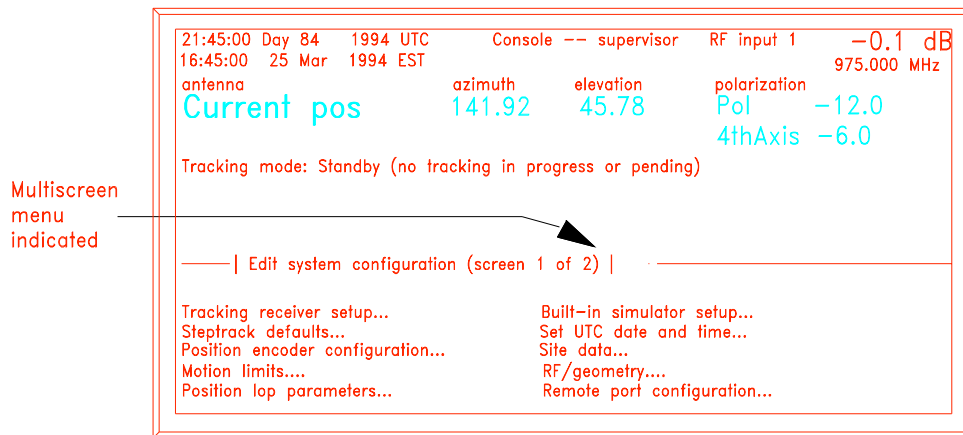 21:45:00 Day 84 1994 UTC Console -- supervisor RF input 1 -0.1 dB
16:45:00 25 Mar 1994 EST 975.000 MHz
antenna azimuth elevation polarization
Current pos 141.92 45.78 Pol -12.0
4thAxis -6.0
Tracking mode: Standby (no tracking in progress or pending)
Multiscreen
menu
indicated
Edit system configuration (screen 1 of 2)
Tracking receiver setup... Built-in simulator setup...
Steptrack defaults... Set UTC date and time...
Position encoder configuration... Site data...
Motion limits.... RF/geometry....
Position lop parameters... Remote port configuration...